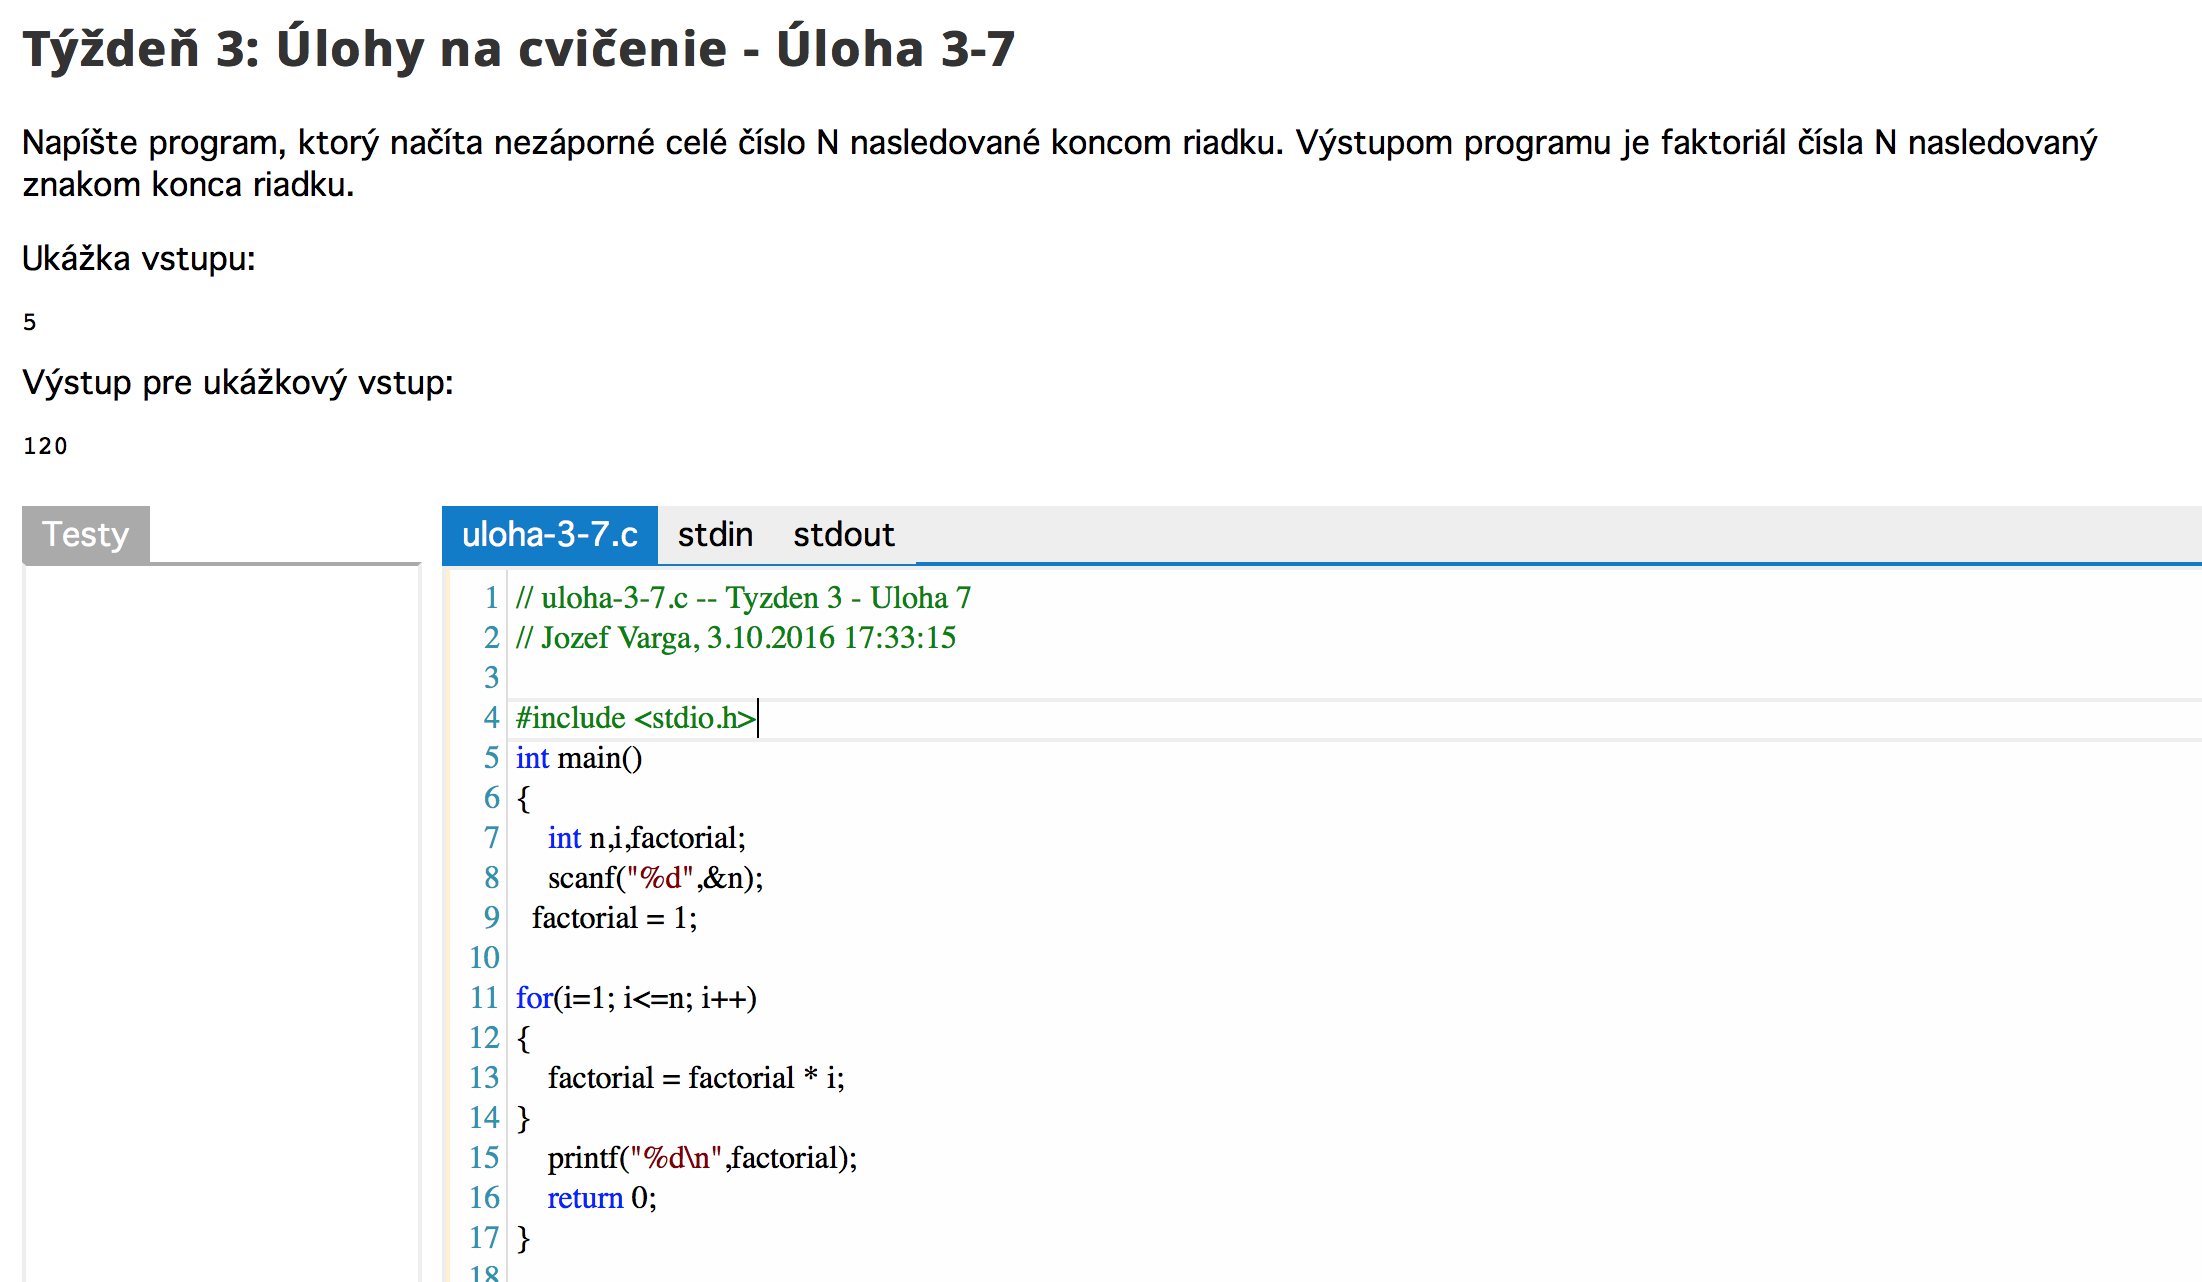 Týždeň 3: Úlohy na cvičenie - Úloha 3-7
Napíšte program, ktorý načíta nezáporné celé číslo N nasledované koncom riadku. Výstupom programu je faktoriál čísla N nasledovaný
znakom konca riadku.
Ukážka vstupu:
5
Výstup pre ukážkový vstup:
120
Testy
uloha-3-7.c stdin stdout
1 // uloha-3-7.c -- Tyzden 3 - Uloha 7
2 // Jozef Varga, 3.10.2016 17:33:15
3
4 #include <stdio.h>
5 int main()
6 {
7     int n,i,factorial;
8     scanf("%d",&n);
9   factorial = 1;
10
11 for(i=1; i<=n; i++)
12 {
13     factorial = factorial * i;
14 }
15     printf("%d\n",factorial);
16     return 0;
17 }
18